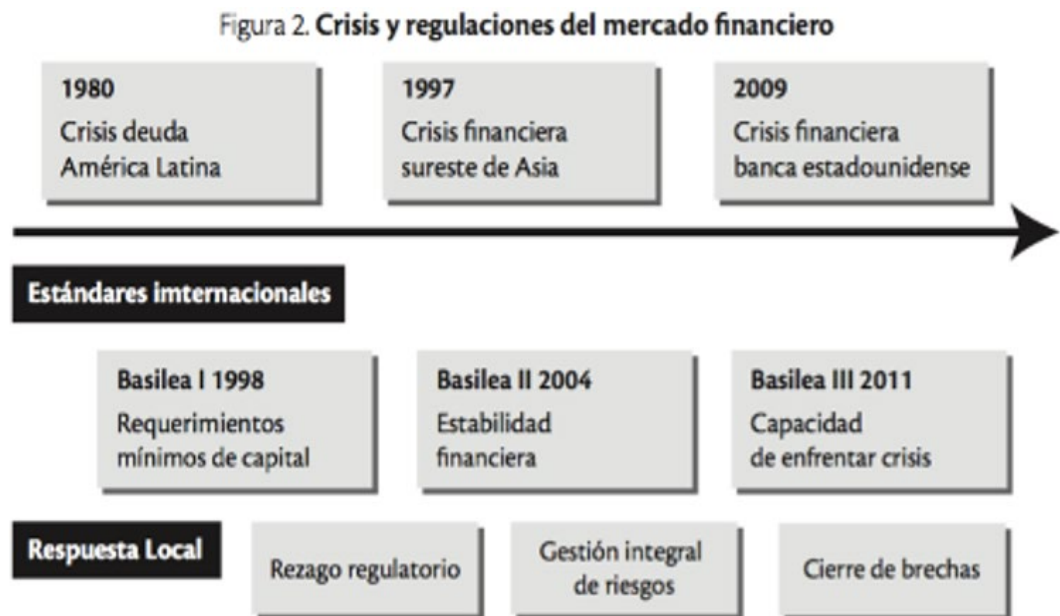 Figura 2. Crisis y regulaciones del mercado financiero
1980
Crisis deuda
América Latina
1997
Crisis financiera
sureste de Asia
2009
Crisis financiera
banca estadounidense
Estándares imternacionales
Basilea I 1998
Requerimientos
mínimos de capital
Basilea II 2004
Estabilidad
financiera
Basilea III 2011
Capacidad
de enfrentar crisis
Respuesta Local
Rezago regulatorio
Gestión integral
de riesgos
Cierre de brechas